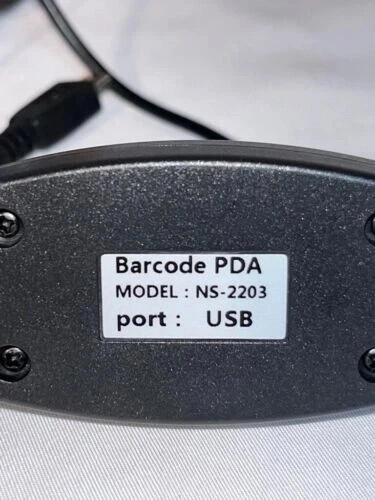 Barcode PDA
MODEL : NS-2203
port : USB